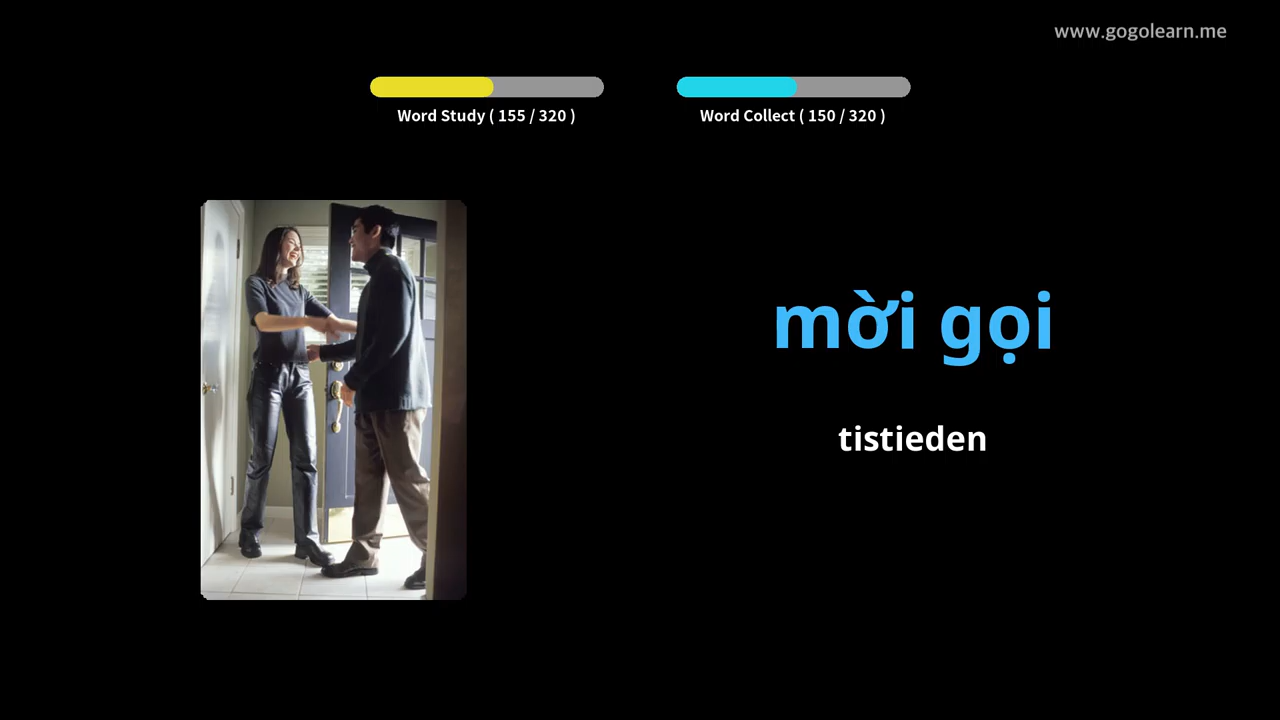 www.gogolearn.me
Word Study ( 155 / 320 )
Word Collect ( 150 / 320 )
mời gọi
tistieden